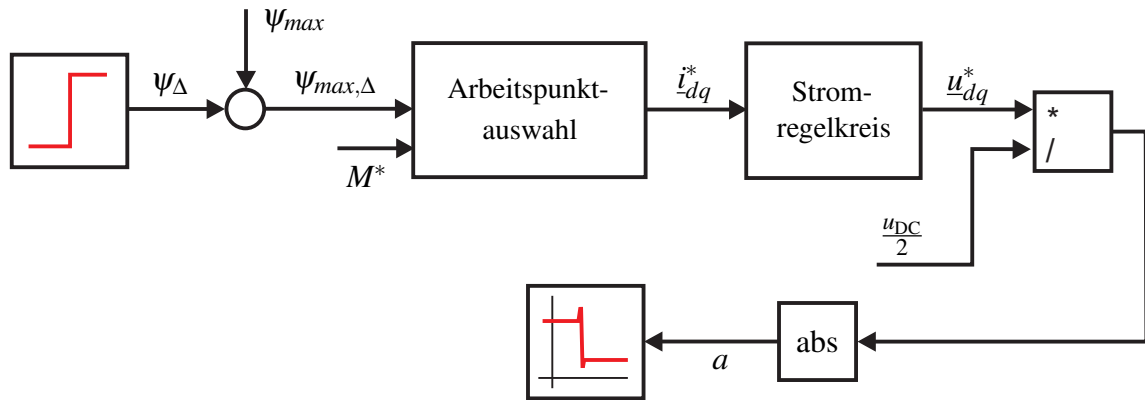 ψmax
ψΔ
ψmax,Δ
Arbeitspunkt-
auswahl
M*
i*dq
Strom-
regelkreis
u*dq
*
/
uDC
2
abs
a